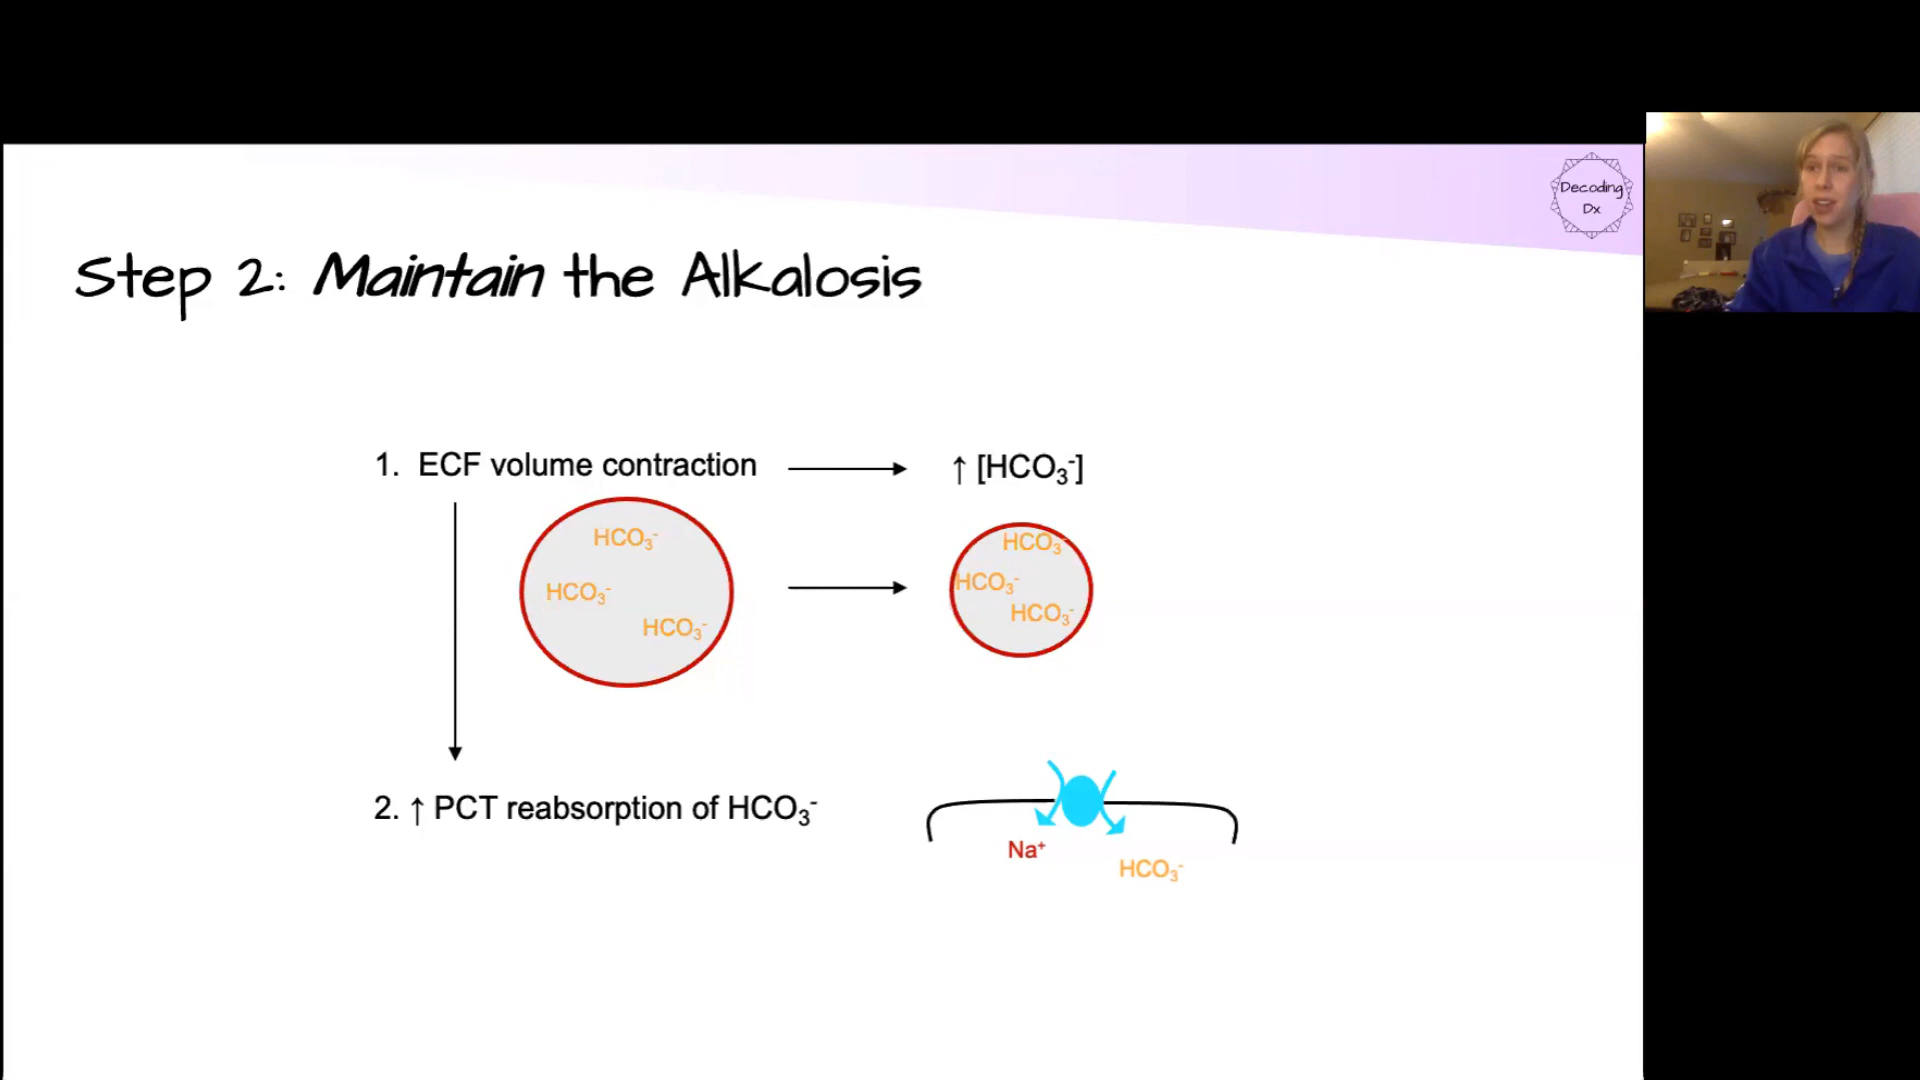 Decoding
Dx
Step 2: Maintain the Alkalosis
1. ECF volume contraction
↑ [HCO₃⁻]
HCO₃⁻
HCO₃⁻
HCO₃⁻
HCO₃⁻
HCO₃⁻
HCO₃⁻
2. ↑ PCT reabsorption of HCO₃⁻
Na⁺
HCO₃⁻